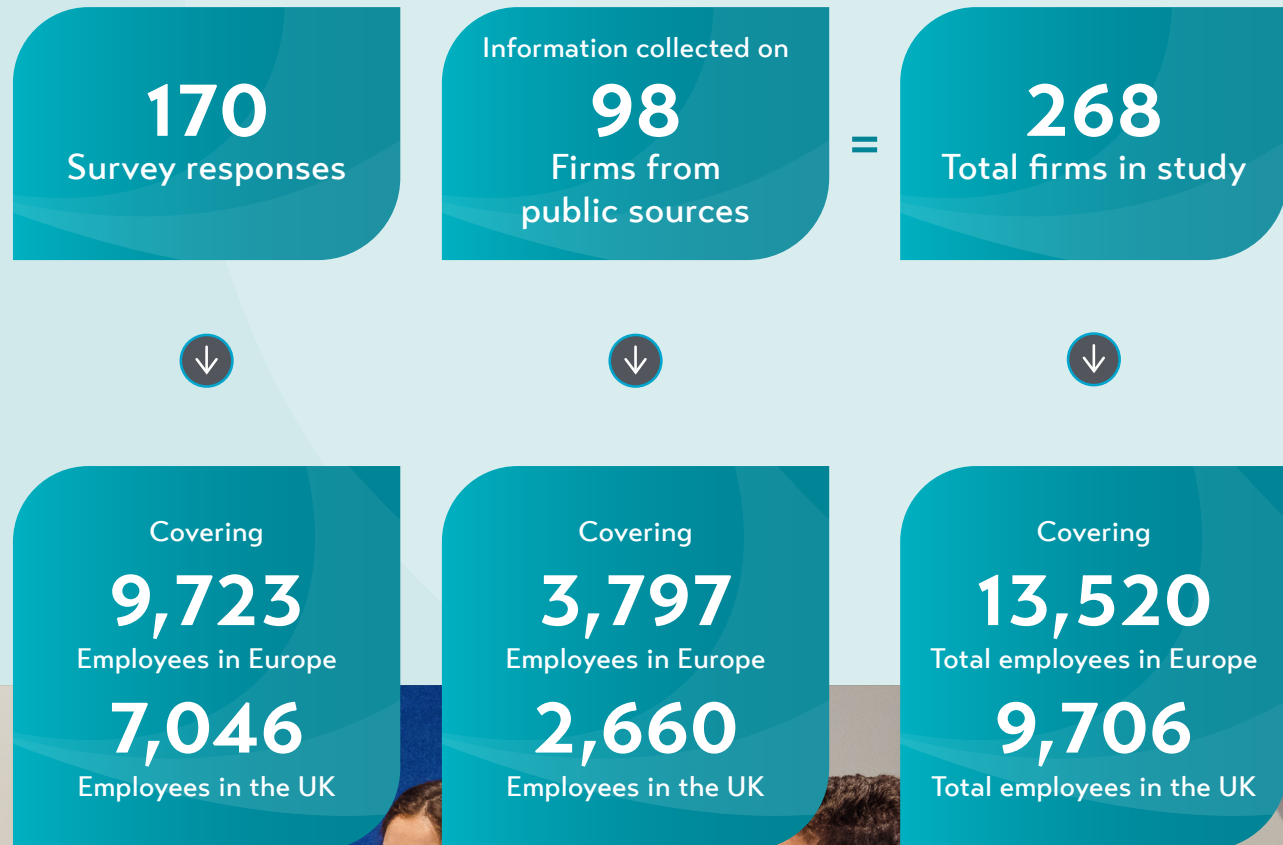 170
Survey responses
Information collected on
98
Firms from
public sources
=
268
Total firms in study
Covering
9,723
Employees in Europe
7,046
Employees in the UK
Covering
3,797
Employees in Europe
2,660
Employees in the UK
Covering
13,520
Total employees in Europe
9,706
Total employees in the UK